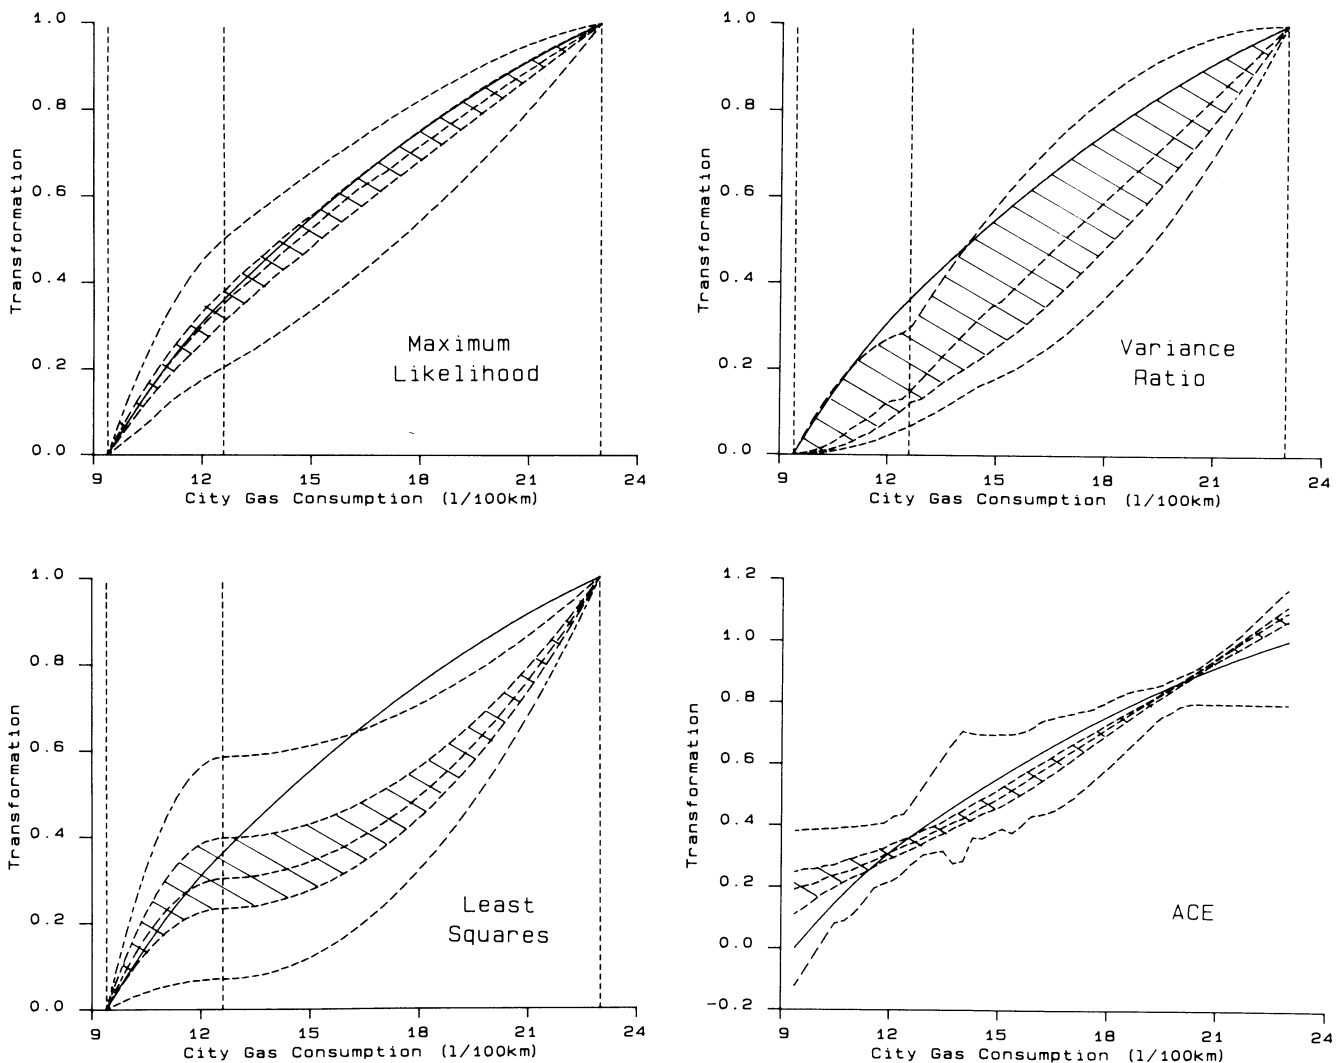 1.0
0.8
0.6
0.4
0.2
0.0
Transformation
Maximum
Likelihood
9 12 15 18 21 24
City Gas Consumption (l/100km)
1.0
0.8
0.6
0.4
0.2
0.0
Transformation
Variance
Ratio
9 12 15 18 21 24
City Gas Consumption (l/100km)
1.0
0.8
0.6
0.4
0.2
0.0
Transformation
Least
Squares
9 12 15 18 21 24
City Gas Consumption (l/100km)
1.2
1.0
0.8
0.6
0.4
0.2
0.0
-0.2
Transformation
ACE
9 12 15 18 21 24
City Gas Consumption (l/100km)